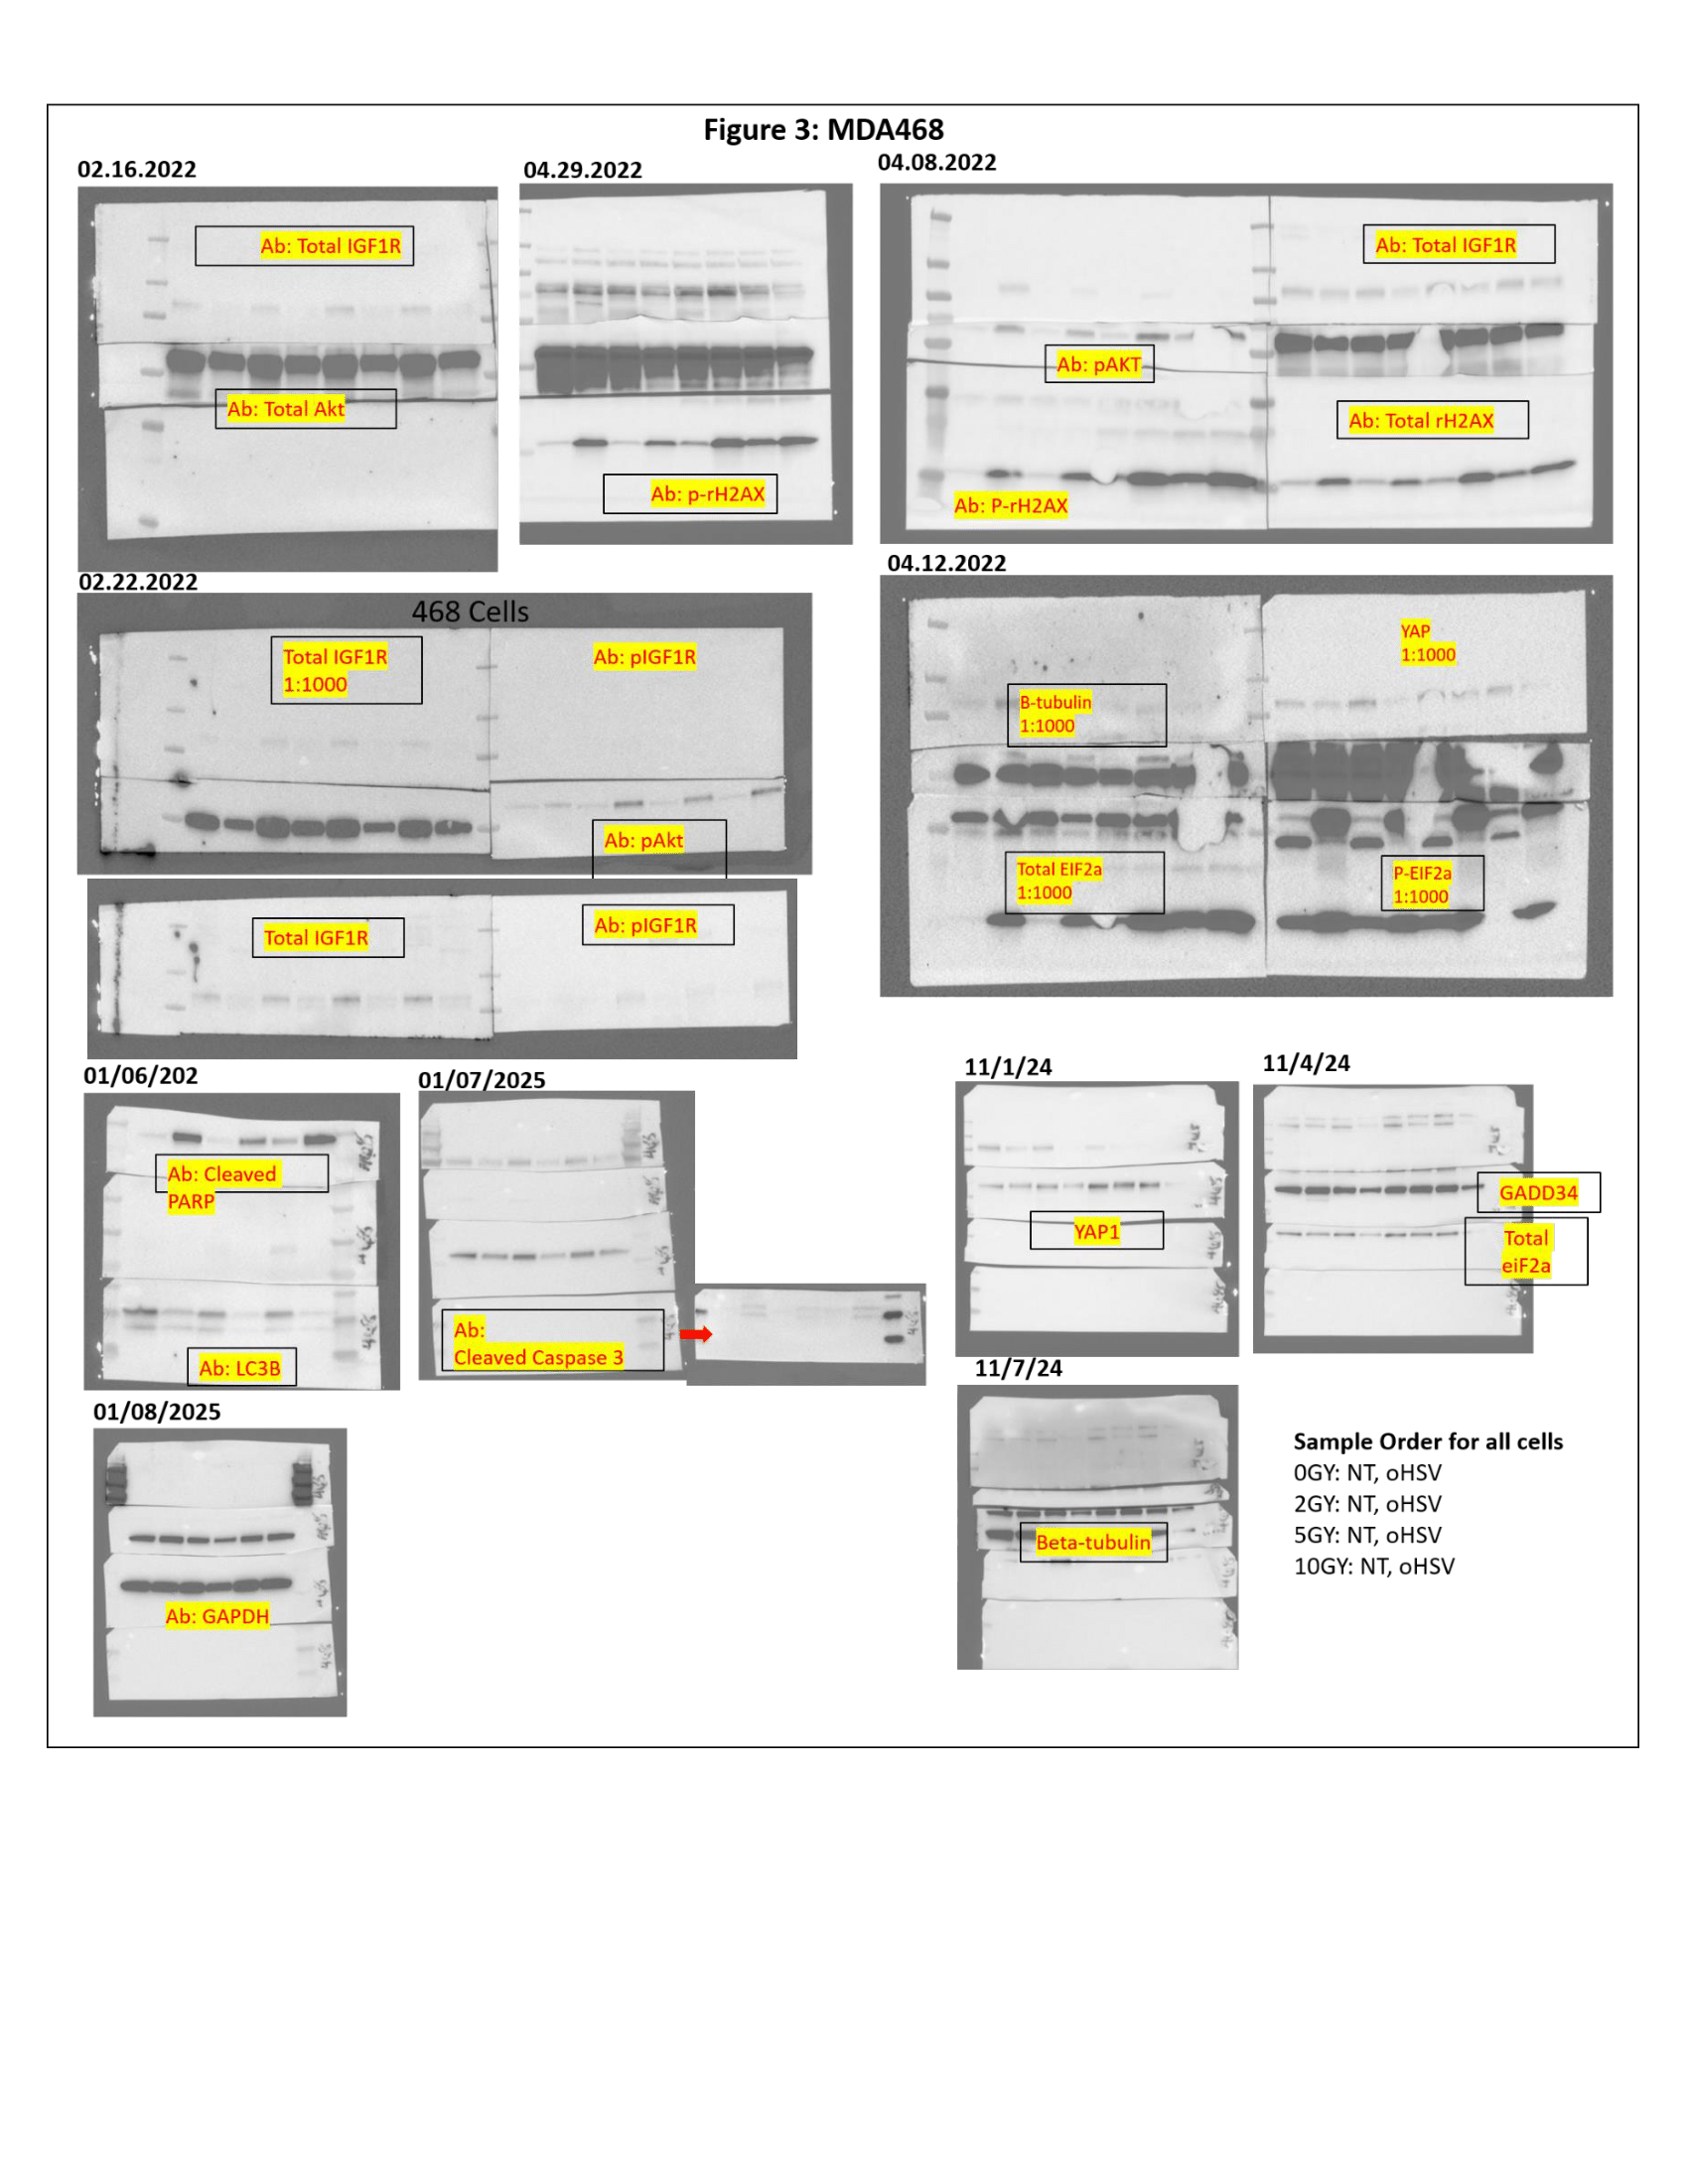 Figure 3: MDA468
02.16.2022
04.29.2022
04.08.2022
Ab: Total IGF1R
Ab: Total Akt
Ab: p-rH2AX
Ab: Total IGF1R
Ab: pAKT
Ab: Total rH2AX
Ab: P-rH2AX
02.22.2022
468 Cells
Total IGF1R
1:1000
Ab: pIGF1R
Ab: pAkt
Total IGF1R
Ab: pIGF1R
04.12.2022
YAP
1:1000
B-tubulin
1:1000
Total EIF2a
1:1000
P-EIF2a
1:1000
01/06/202
Ab: Cleaved
PARP
Ab: LC3B
01/07/2025
Ab:
Cleaved Caspase 3
11/1/24
YAP1
11/4/24
GADD34
Total
eiF2a
01/08/2025
Ab: GAPDH
11/7/24
Beta-tubulin
Sample Order for all cells
0GY: NT, oHSV
2GY: NT, oHSV
5GY: NT, oHSV
10GY: NT, oHSV